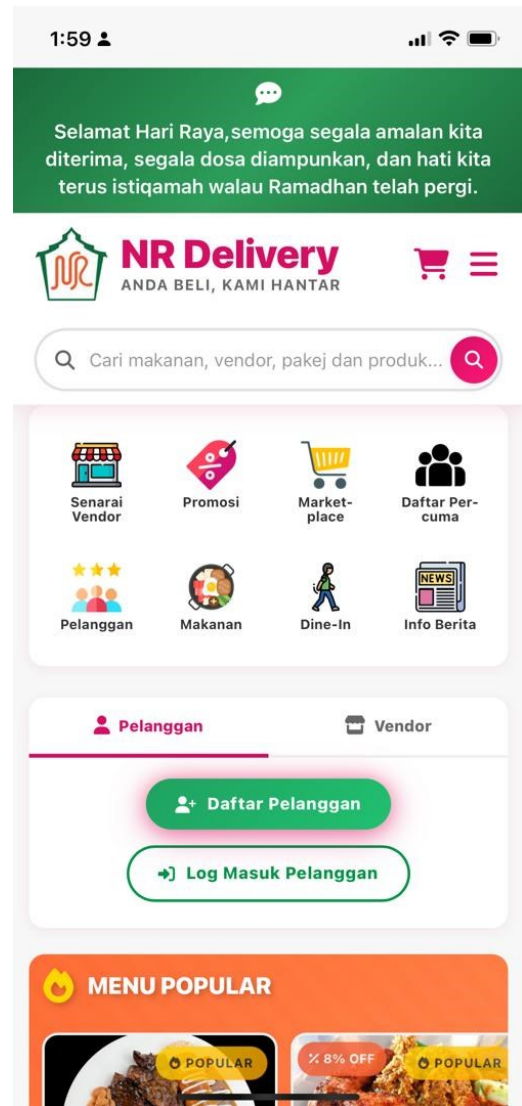 1:59
Selamat Hari Raya,semoga segala amalan kita
diterima, segala dosa diampunkan, dan hati kita
terus istiqamah walau Ramadhan telah pergi.
NR
NR Delivery
ANDA BELI, KAMI HANTAR
Cari makanan, vendor, pakej dan produk...
Senarai
Vendor
Promosi
Market-
place
Daftar Per-
cuma
NEWS
Pelanggan
Makanan
Dine-In
Info Berita
Pelanggan
Vendor
Daftar Pelanggan
Log Masuk Pelanggan
MENU POPULAR
POPULAR
% 8% OFF
POPULAR